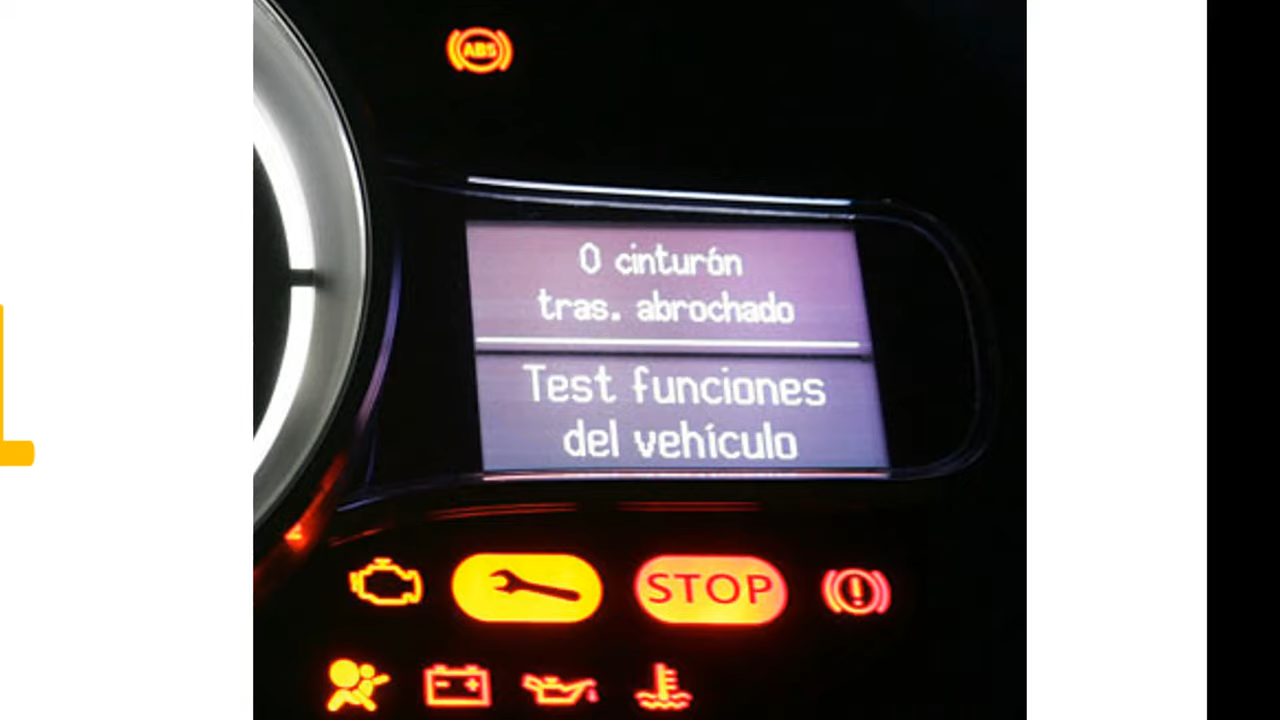 ABS
0 cinturón
tras. abrochado
Test funciones
del vehículo
STOP